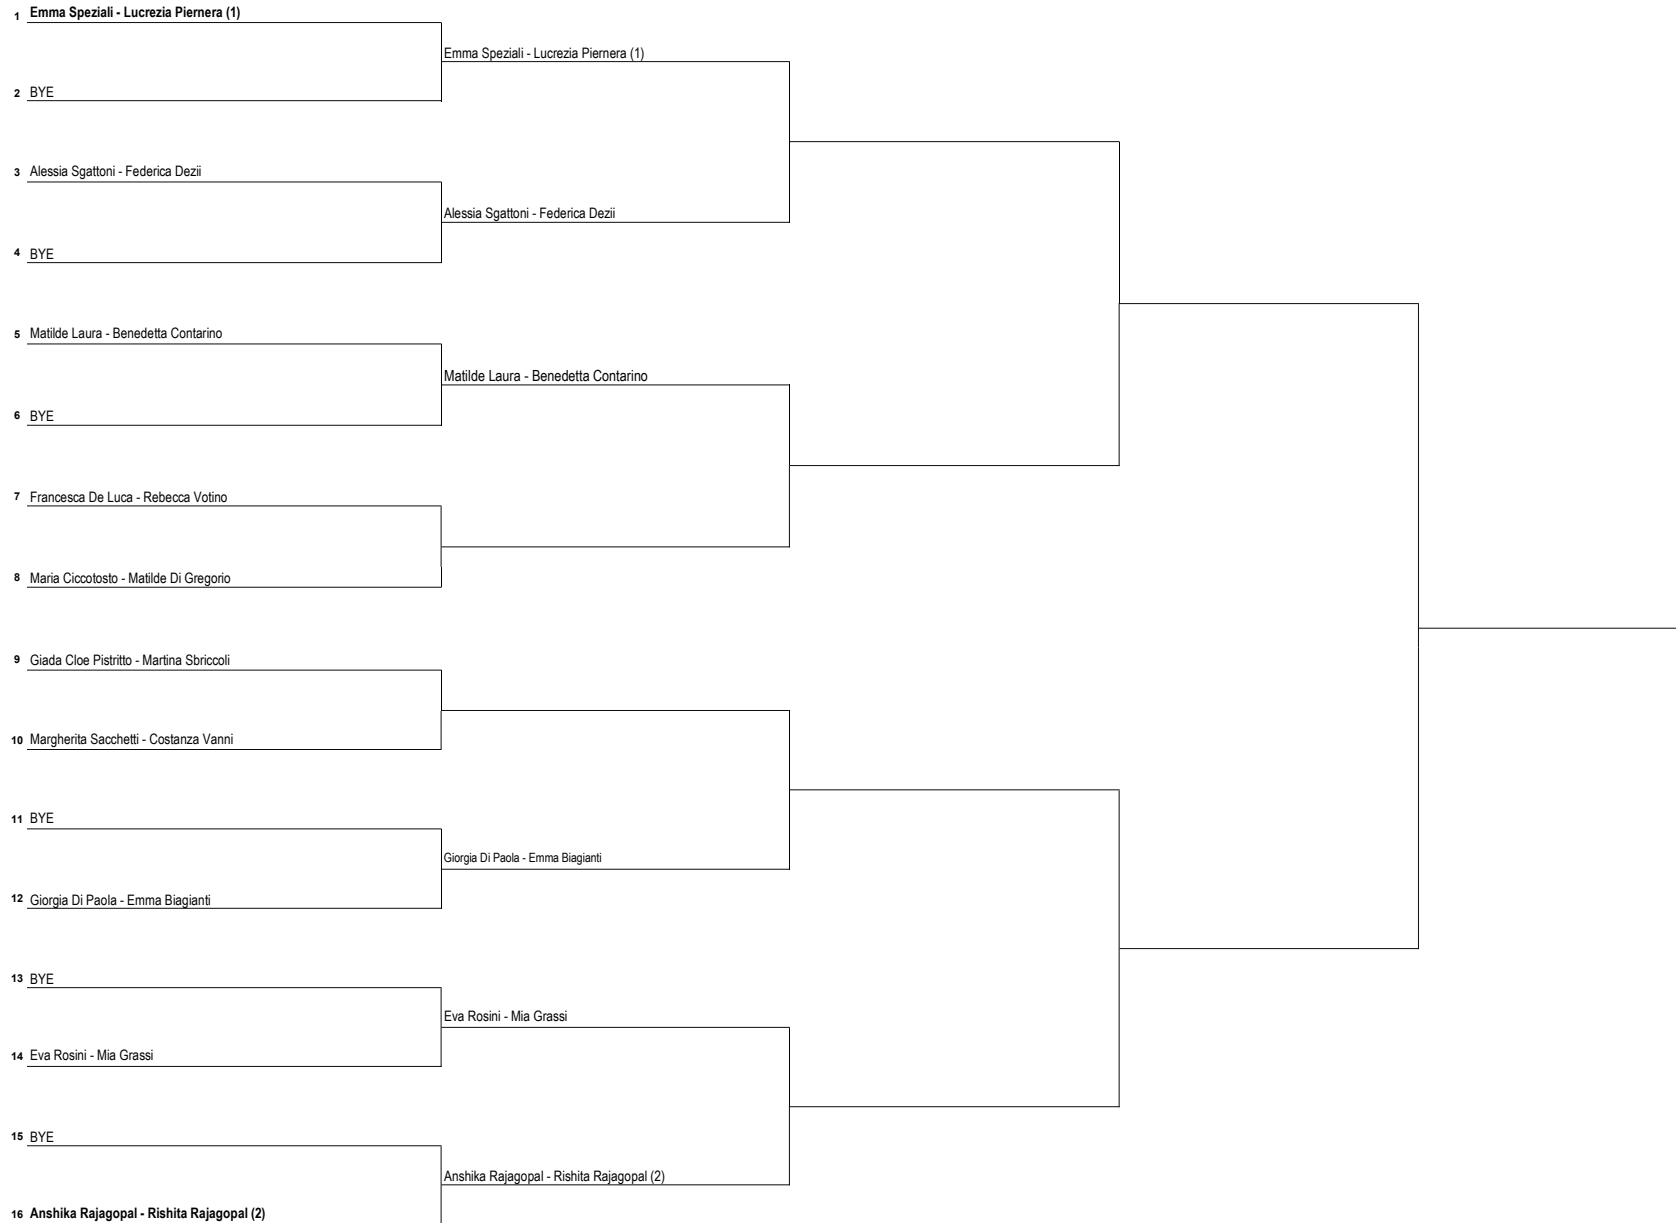 1 Emma Speziali - Lucrezia Piernera (1)
Emma Speziali - Lucrezia Piernera (1)
2 BYE
3 Alessia Sgattoni - Federica Dezii
Alessia Sgattoni - Federica Dezii
4 BYE
5 Matilde Laura - Benedetta Contarino
Matilde Laura - Benedetta Contarino
6 BYE
7 Francesca De Luca - Rebecca Votino
8 Maria Ciccotosto - Matilde Di Gregorio
9 Giada Cloe Pistritto - Martina Sbriccoli
10 Margherita Sacchetti - Costanza Vanni
11 BYE
Giorgia Di Paola - Emma Biagianti
12 Giorgia Di Paola - Emma Biagianti
13 BYE
Eva Rosini - Mia Grassi
14 Eva Rosini - Mia Grassi
15 BYE
Anshika Rajagopal - Rishita Rajagopal (2)
16 Anshika Rajagopal - Rishita Rajagopal (2)